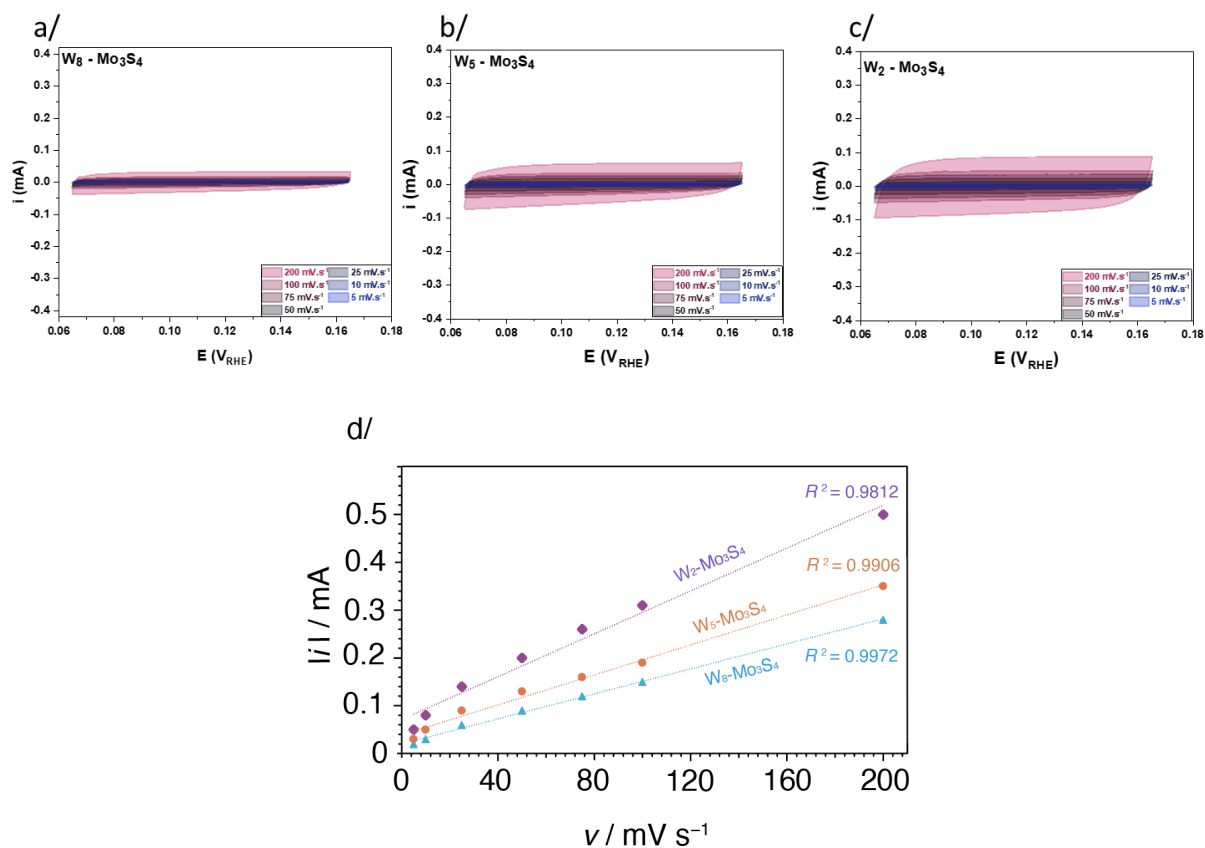 a/
W₈ - Mo₃S₄
0.4
0.3
0.2
0.1
0.0
-0.1
-0.2
-0.3
-0.4
i (mA)
200 mV.s⁻¹ 25 mV.s⁻¹
100 mV.s⁻¹ 10 mV.s⁻¹
75 mV.s⁻¹ 5 mV.s⁻¹
50 mV.s⁻¹
0.06 0.08 0.10 0.12 0.14 0.16 0.18
E (V_RHE)
b/
W₅ - Mo₃S₄
0.4
0.3
0.2
0.1
0.0
-0.1
-0.2
-0.3
-0.4
i (mA)
200 mV.s⁻¹ 25 mV.s⁻¹
100 mV.s⁻¹ 10 mV.s⁻¹
75 mV.s⁻¹ 5 mV.s⁻¹
50 mV.s⁻¹
0.06 0.08 0.10 0.12 0.14 0.16 0.18
E (V_RHE)
c/
W₂ - Mo₃S₄
0.4
0.3
0.2
0.1
0.0
-0.1
-0.2
-0.3
-0.4
i (mA)
200 mV.s⁻¹ 25 mV.s⁻¹
100 mV.s⁻¹ 10 mV.s⁻¹
75 mV.s⁻¹ 5 mV.s⁻¹
50 mV.s⁻¹
0.06 0.08 0.10 0.12 0.14 0.16 0.18
E (V_RHE)
d/
R² = 0.9812
W₂-Mo₃S₄
R² = 0.9906
W₅-Mo₃S₄
R² = 0.9972
W₈-Mo₃S₄
0.5
0.4
0.3
0.2
0.1
0
|i| / mA
0 40 80 120 160 200
v / mV s⁻¹